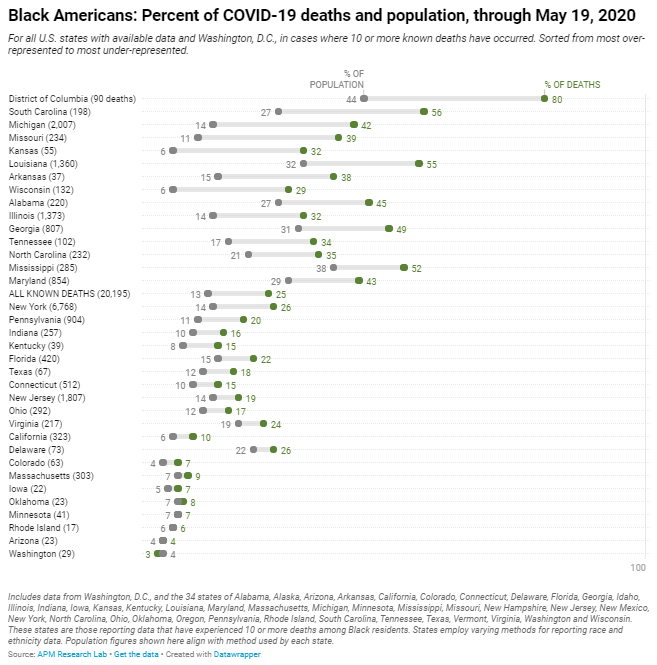 Black Americans: Percent of COVID-19 deaths and population, through May 19, 2020
For all U.S. states with available data and Washington, D.C., in cases where 10 or more known deaths have occurred. Sorted from most over-
represented to most under-represented.
% OF
POPULATION
% OF DEATHS
District of Columbia (90 deaths) 44 80
South Carolina (198) 27 56
Michigan (2,007) 14 42
Missouri (234) 11 39
Kansas (55) 6 32
Louisiana (1,360) 32 55
Arkansas (37) 15 38
Wisconsin (132) 6 29
Alabama (220) 27 45
Illinois (1,373) 14 32
Georgia (807) 31 49
Tennessee (102) 17 34
North Carolina (232) 21 35
Mississippi (285) 38 52
Maryland (854) 29 43
ALL KNOWN DEATHS (20,195) 13 25
New York (6,768) 14 26
Pennsylvania (904) 11 20
Indiana (257) 10 16
Kentucky (39) 8 15
Florida (420) 15 22
Texas (67) 12 18
Connecticut (512) 10 15
New Jersey (1,807) 14 19
Ohio (292) 12 17
Virginia (217) 19 24
California (323) 6 10
Delaware (73) 22 26
Colorado (63) 4 7
Massachusetts (303) 7 9
Iowa (22) 5 7
Oklahoma (23) 7 8
Minnesota (41) 7 7
Rhode Island (17) 6 6
Arizona (23) 4 4
Washington (29) 3 4
100
Includes data from Washington, D.C., and the 34 states of Alabama, Alaska, Arizona, Arkansas, California, Colorado, Connecticut, Delaware, Florida, Georgia, Idaho,
Illinois, Indiana, Iowa, Kansas, Kentucky, Louisiana, Maryland, Massachusetts, Michigan, Minnesota, Mississippi, Missouri, New Hampshire, New Jersey, New Mexico,
New York, North Carolina, Ohio, Oklahoma, Oregon, Pennsylvania, Rhode Island, South Carolina, Tennessee, Texas, Vermont, Virginia, Washington and Wisconsin.
These states are those reporting data that have experienced 10 or more deaths among Black residents. States employ varying methods for reporting race and
ethnicity data. Population figures shown here align with method used by each state.
Source: APM Research Lab • Get the data • Created with Datawrapper